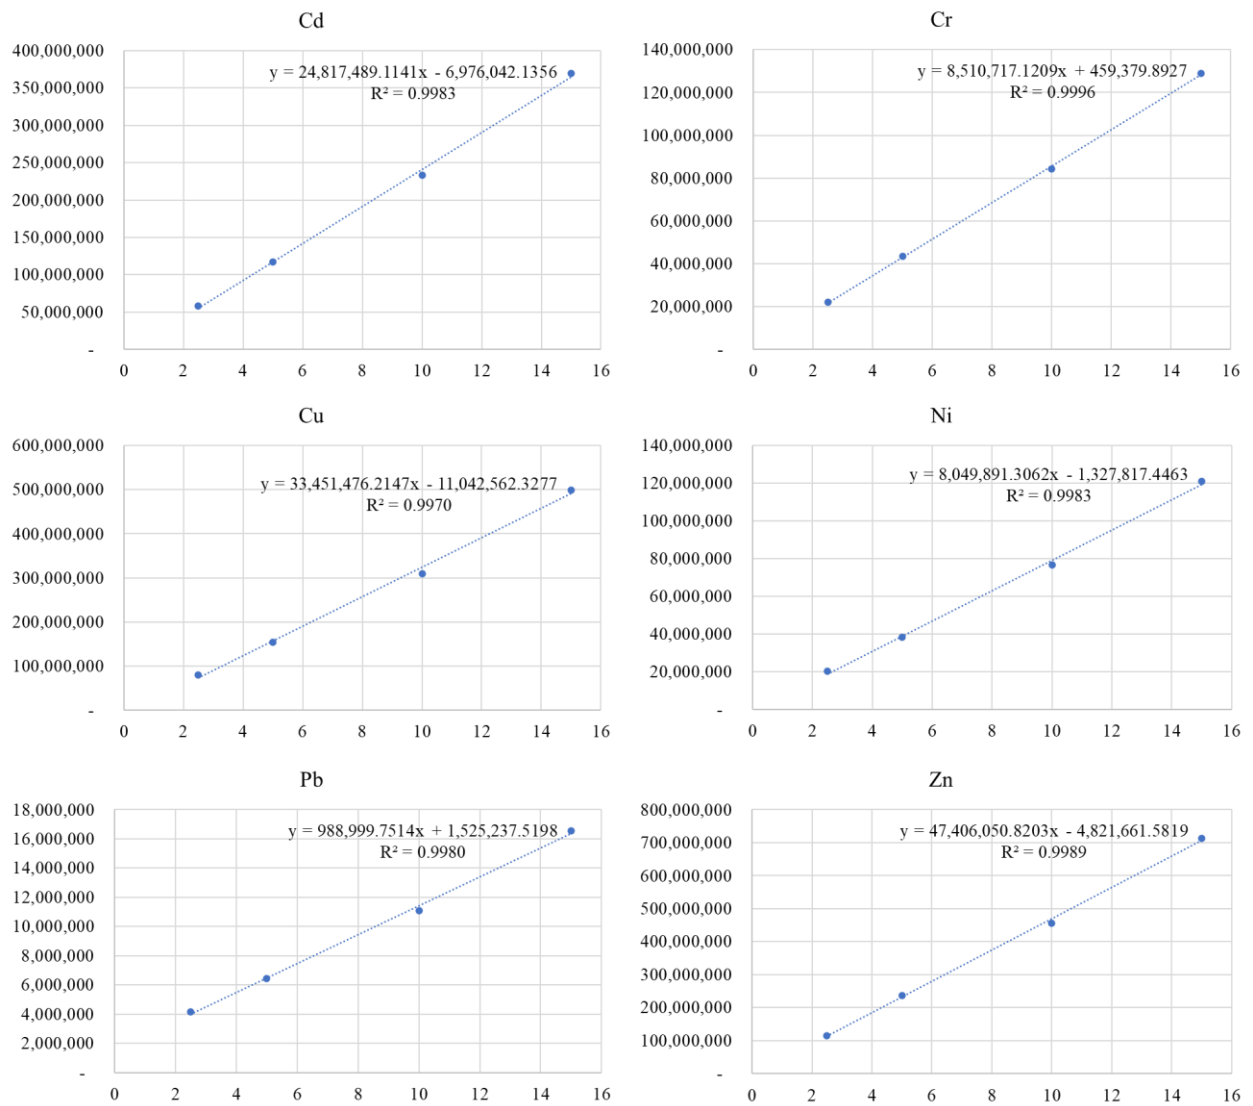 Cd
400,000,000
350,000,000
300,000,000
250,000,000
200,000,000
150,000,000
100,000,000
50,000,000
-
y = 24,817,489.1141x - 6,976,042.1356
R² = 0.9983
0 2 4 6 8 10 12 14 16
Cr
140,000,000
120,000,000
100,000,000
80,000,000
60,000,000
40,000,000
20,000,000
-
y = 8,510,717.1209x + 459,379.8927
R² = 0.9996
0 2 4 6 8 10 12 14 16
Cu
600,000,000
500,000,000
400,000,000
300,000,000
200,000,000
100,000,000
-
y = 33,451,476.2147x - 11,042,562.3277
R² = 0.9970
0 2 4 6 8 10 12 14 16
Ni
140,000,000
120,000,000
100,000,000
80,000,000
60,000,000
40,000,000
20,000,000
-
y = 8,049,891.3062x - 1,327,817.4463
R² = 0.9983
0 2 4 6 8 10 12 14 16
Pb
18,000,000
16,000,000
14,000,000
12,000,000
10,000,000
8,000,000
6,000,000
4,000,000
2,000,000
-
y = 988,999.7514x + 1,525,237.5198
R² = 0.9980
0 2 4 6 8 10 12 14 16
Zn
800,000,000
700,000,000
600,000,000
500,000,000
400,000,000
300,000,000
200,000,000
100,000,000
-
y = 47,406,050.8203x - 4,821,661.5819
R² = 0.9989
0 2 4 6 8 10 12 14 16